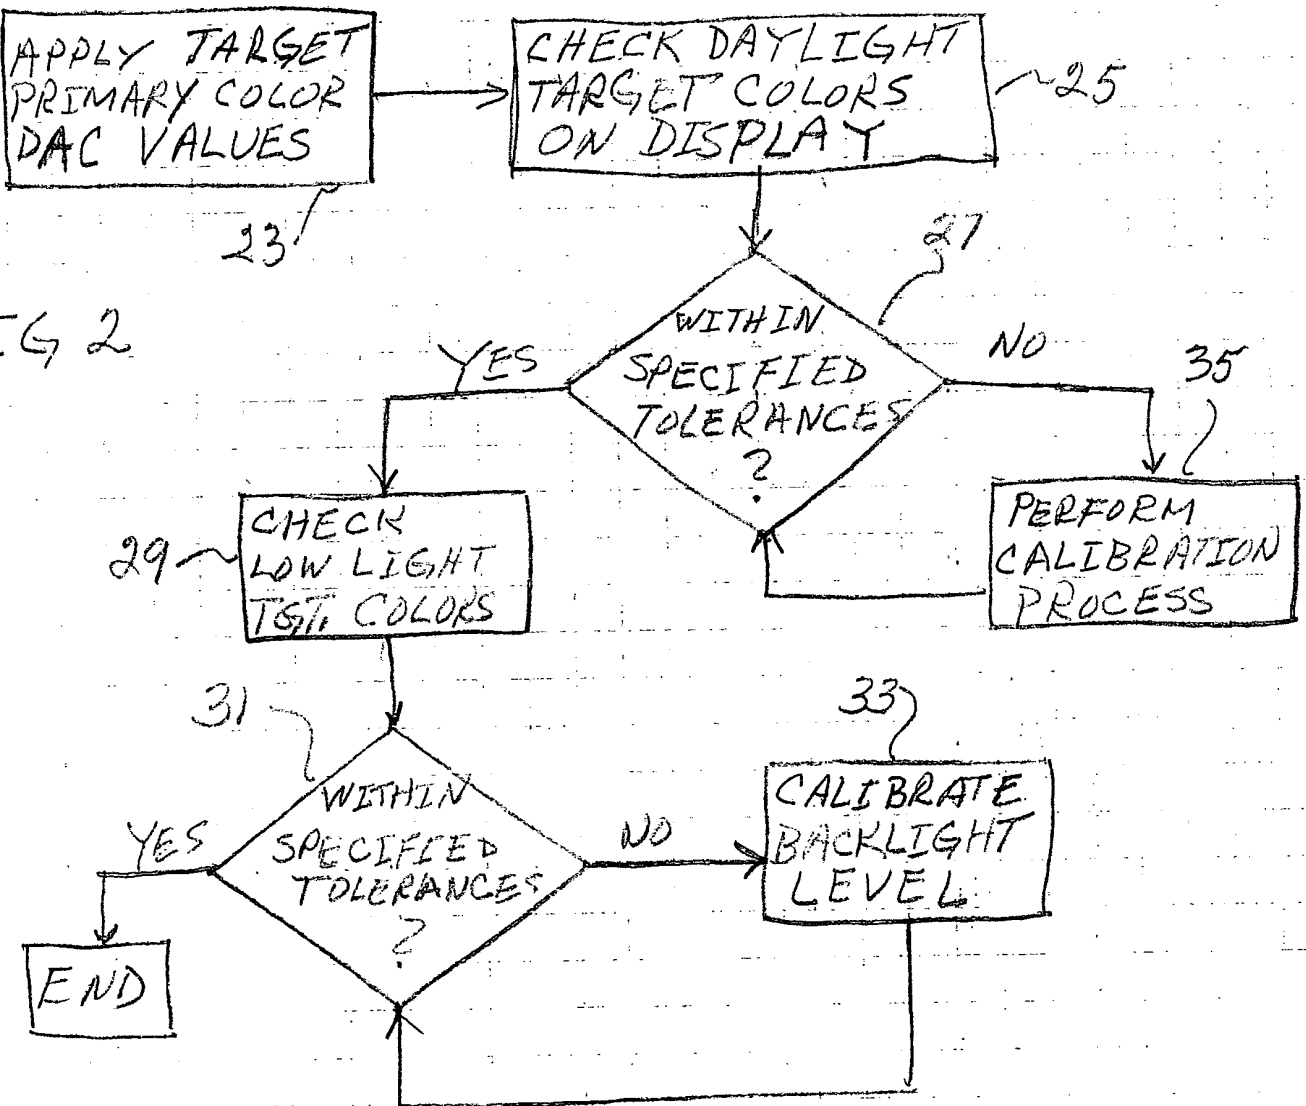 APPLY TARGET
PRIMARY COLOR
DAC VALUES
23
CHECK DAYLIGHT
TARGET COLORS
ON DISPLAY
25
27
WITHIN
SPECIFIED
TOLERANCES
?
YES
NO
35
PERFORM
CALIBRATION
PROCESS
IG 2
29
CHECK
LOW LIGHT
TGT. COLORS
31
WITHIN
SPECIFIED
TOLERANCES
?
YES
NO
33
CALIBRATE
BACKLIGHT
LEVEL
END